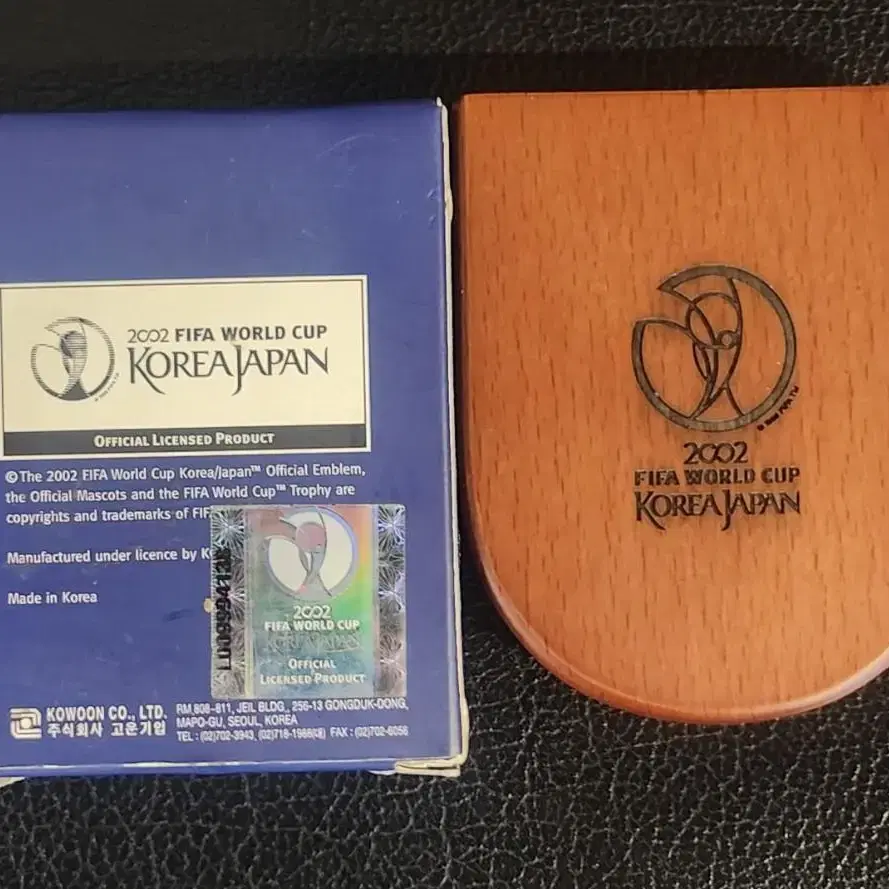 2002 FIFA WORLD CUP
KOREA JAPAN
OFFICIAL LICENSED PRODUCT
©The 2002 FIFA World Cup Korea/Japan™ Official Emblem,
the Official Mascots and the FIFA World Cup™ Trophy are
copyrights and trademarks of FIF
Manufactured under licence by K
Made in Korea
2002
FIFA WORLD CUP
KOREA JAPAN
OFFICIAL
LICENSED PRODUCT
KOWOON CO., LTD.
주식회사 고운기업
RM,808-811, JEIL BLDG., 256-13 GONGDUK-DONG,
MAPO-GU, SEOUL, KOREA
TEL : (02)702-3943, (02)718-1988(대) FAX : (02)702-6056
2002
FIFA WORLD CUP
KOREA JAPAN